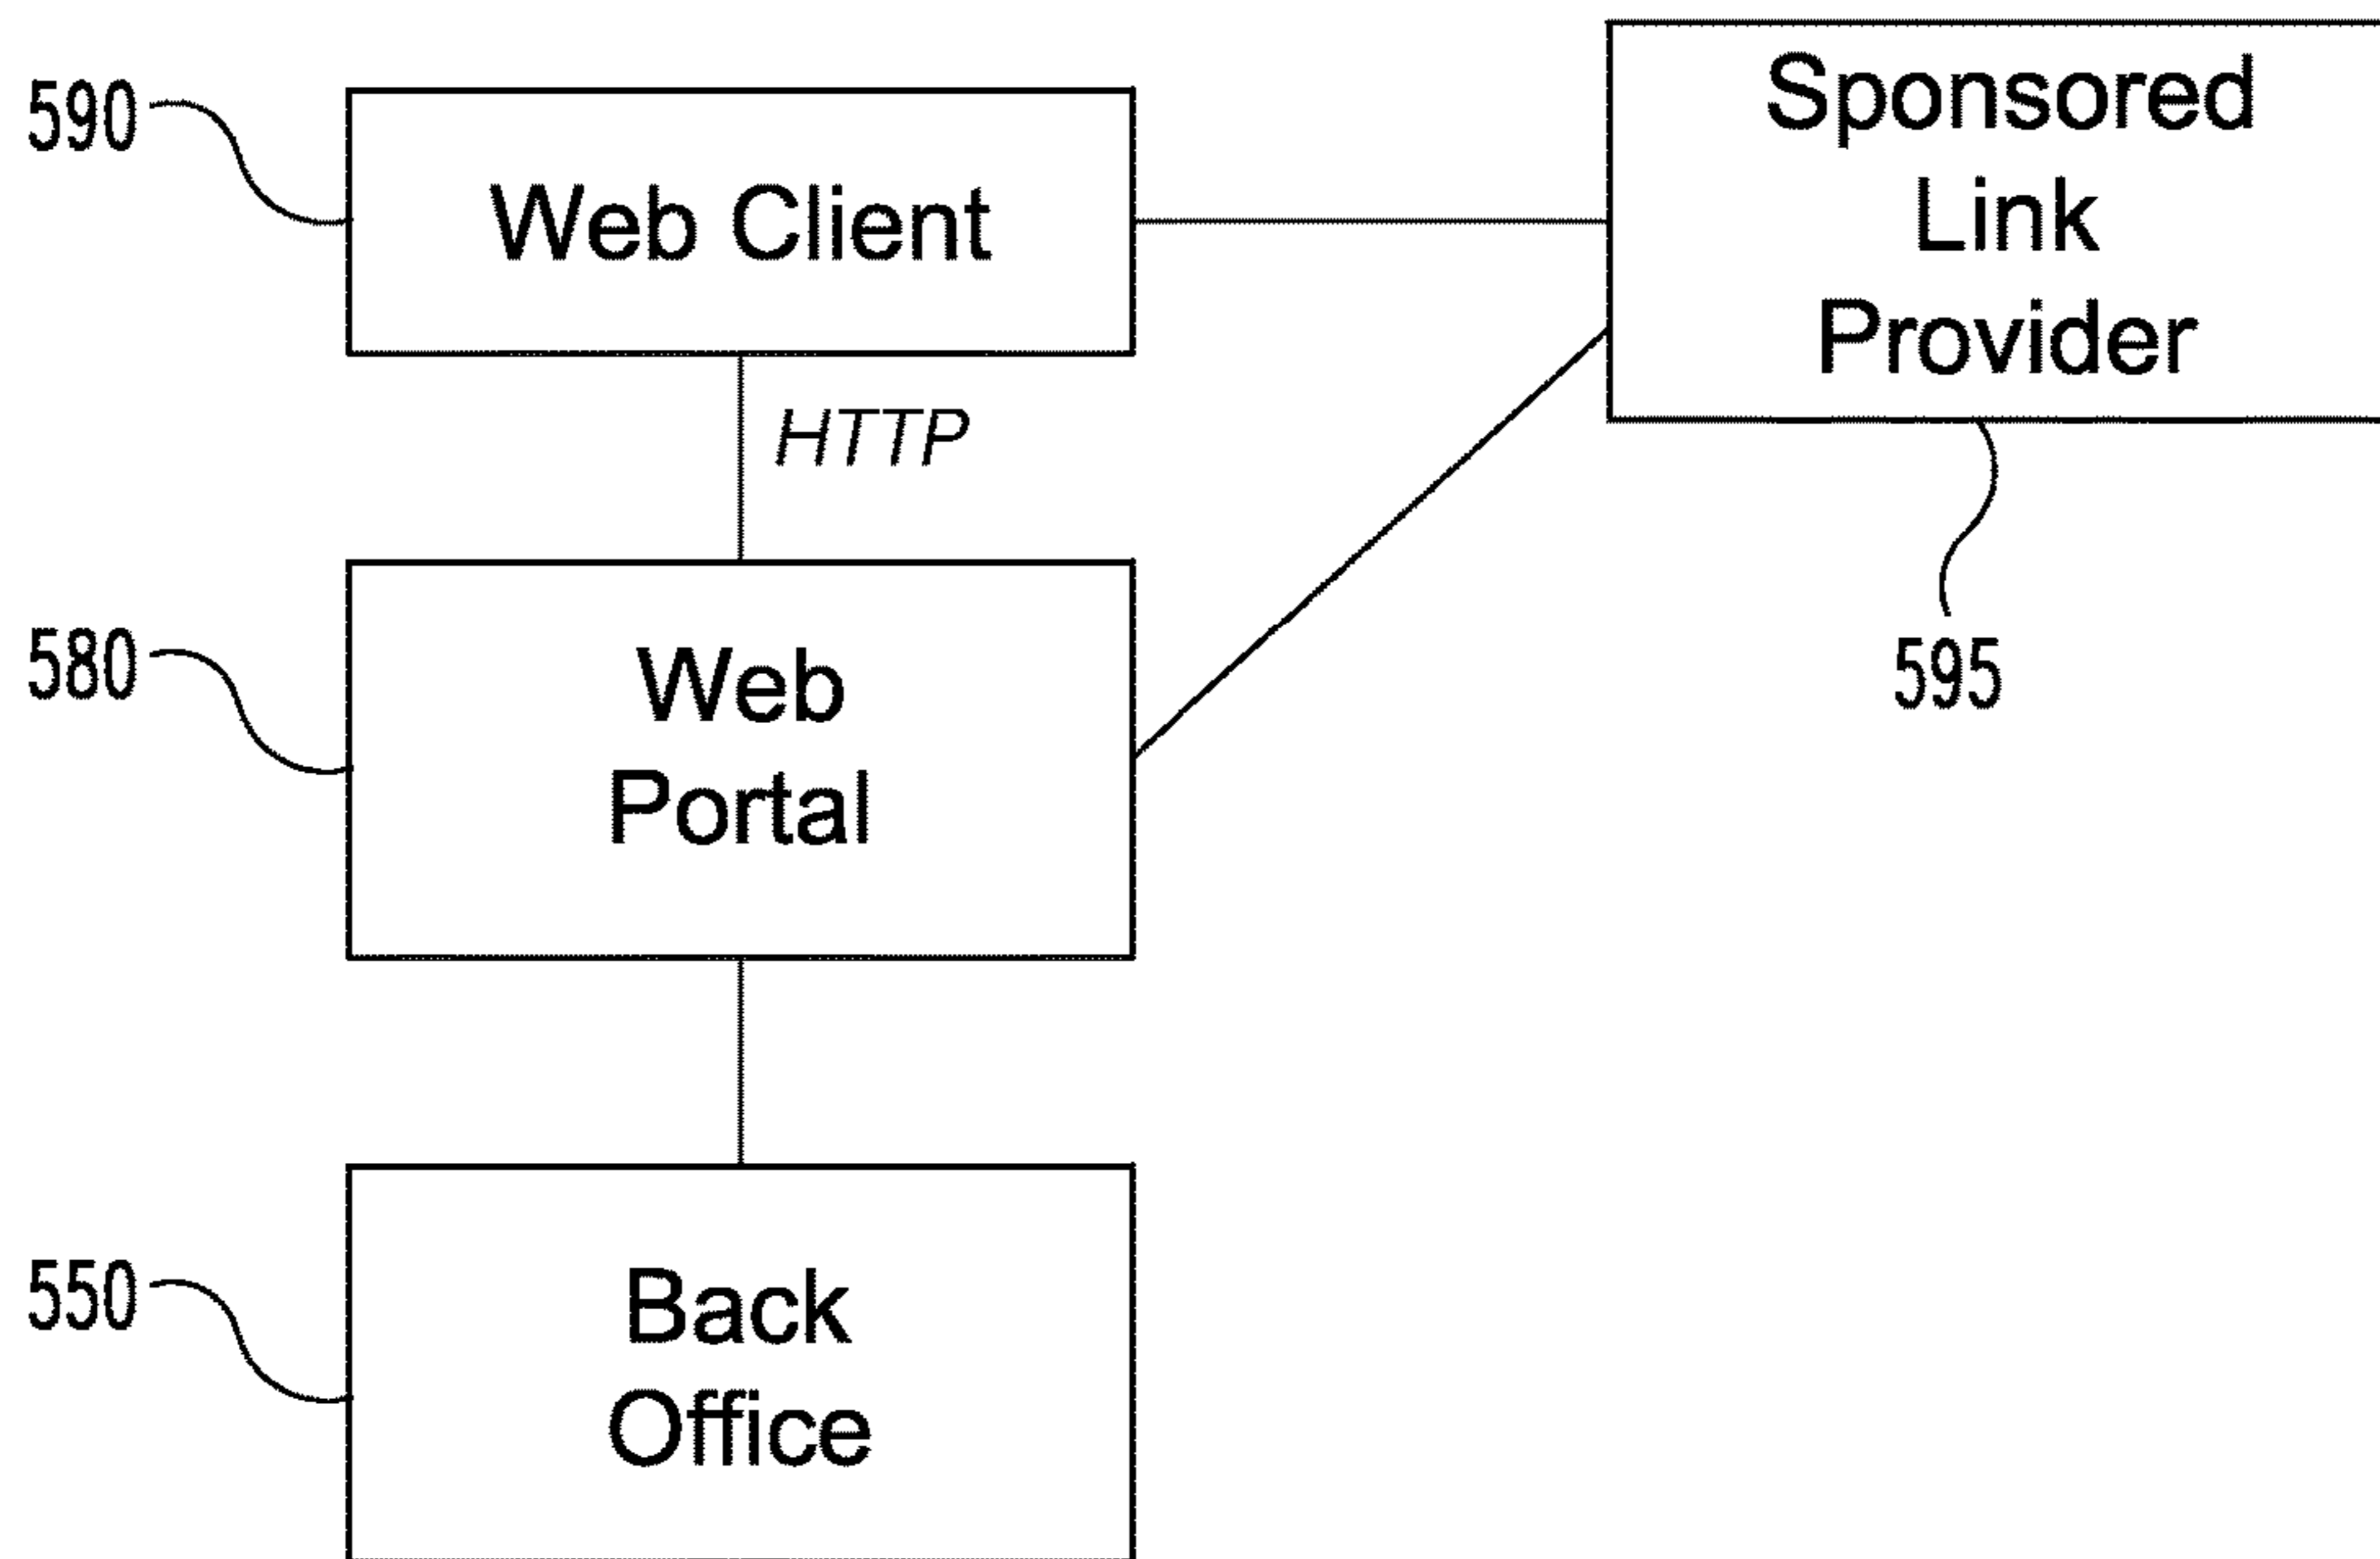 590
Web Client
Sponsored
Link
Provider
HTTP
580
Web
Portal
595
550
Back
Office